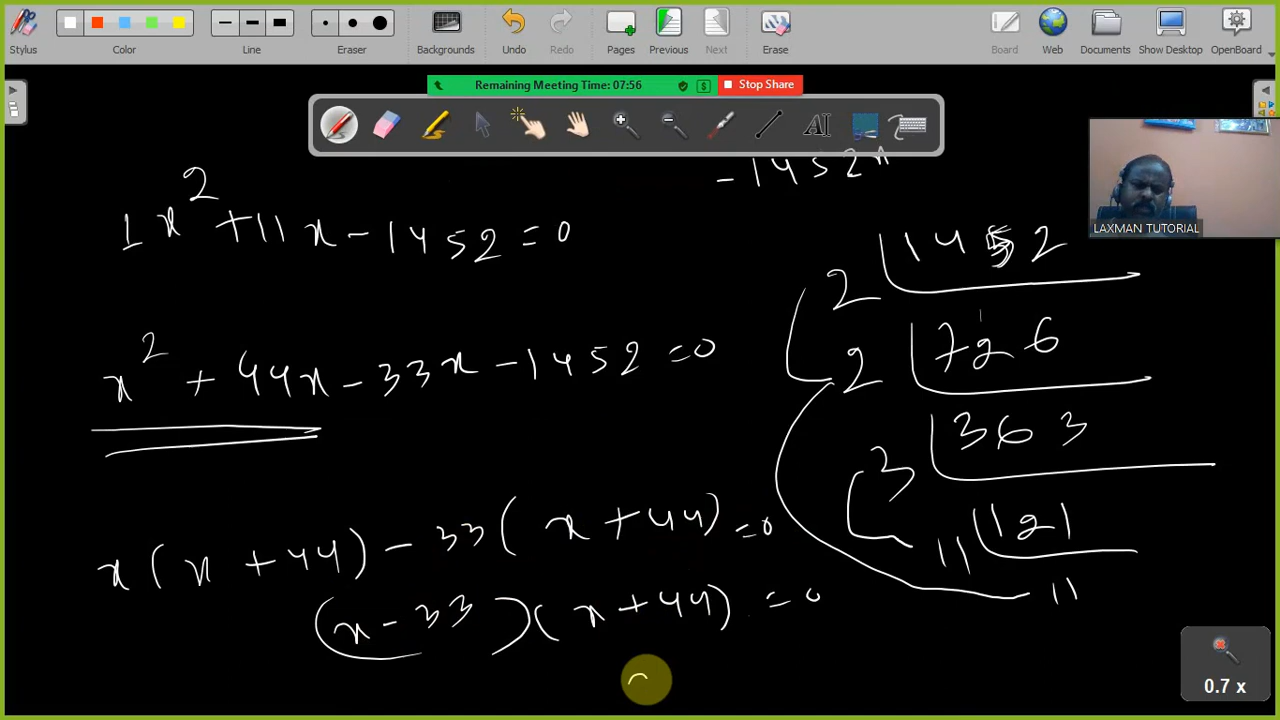 Stylus
Color
Line
Eraser
Backgrounds
Undo
Redo
Pages
Previous
Next
Erase
Board
Web
Documents
Show Desktop
OpenBoard
Remaining Meeting Time: 07:56
Stop Share
LAXMAN TUTORIAL
-1452x
1x² +11x-1452=0
x² + 44x-33x-1452=0
x(x+44)-33(x+44)=0
(x-33)(x+44)=0
2 1452
2 726
3 363
11 121
11
0.7 x